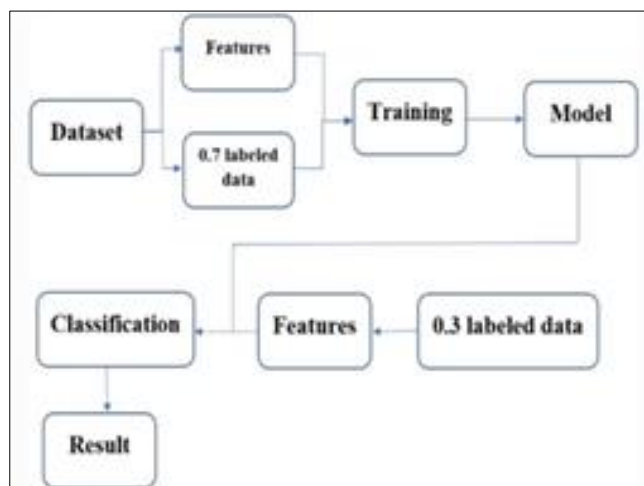 Features
Dataset
0.7 labeled
data
Training
Model
Classification
Features
0.3 labeled data
Result